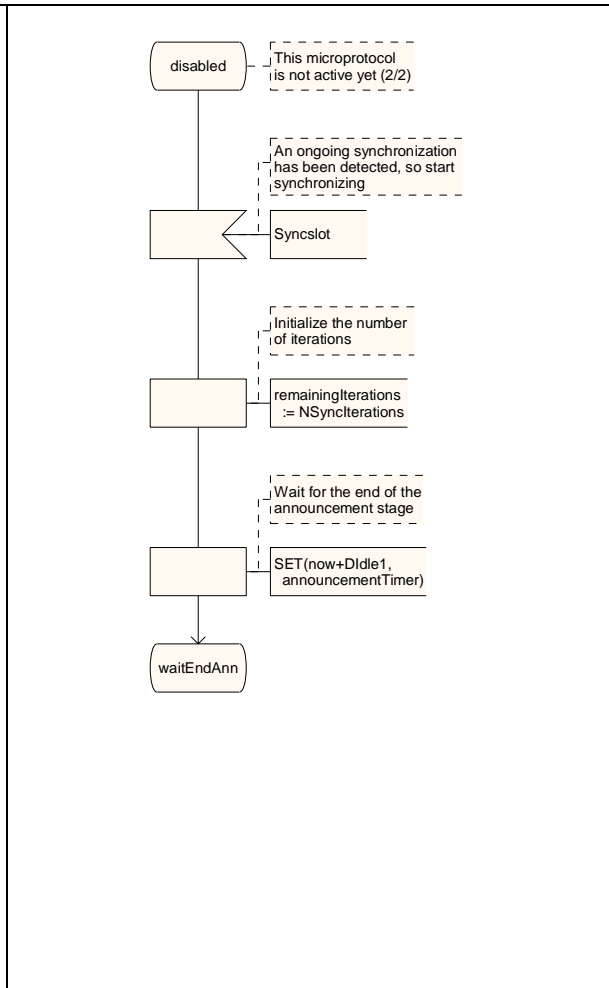 disabled
This microprotocol
is not active yet (2/2)
An ongoing synchronization
has been detected, so start
synchronizing
Syncslot
Initialize the number
of iterations
remainingIterations
:= NSyncIterations
Wait for the end of the
announcement stage
SET(now+DIdle1,
announcementTimer)
waitEndAnn